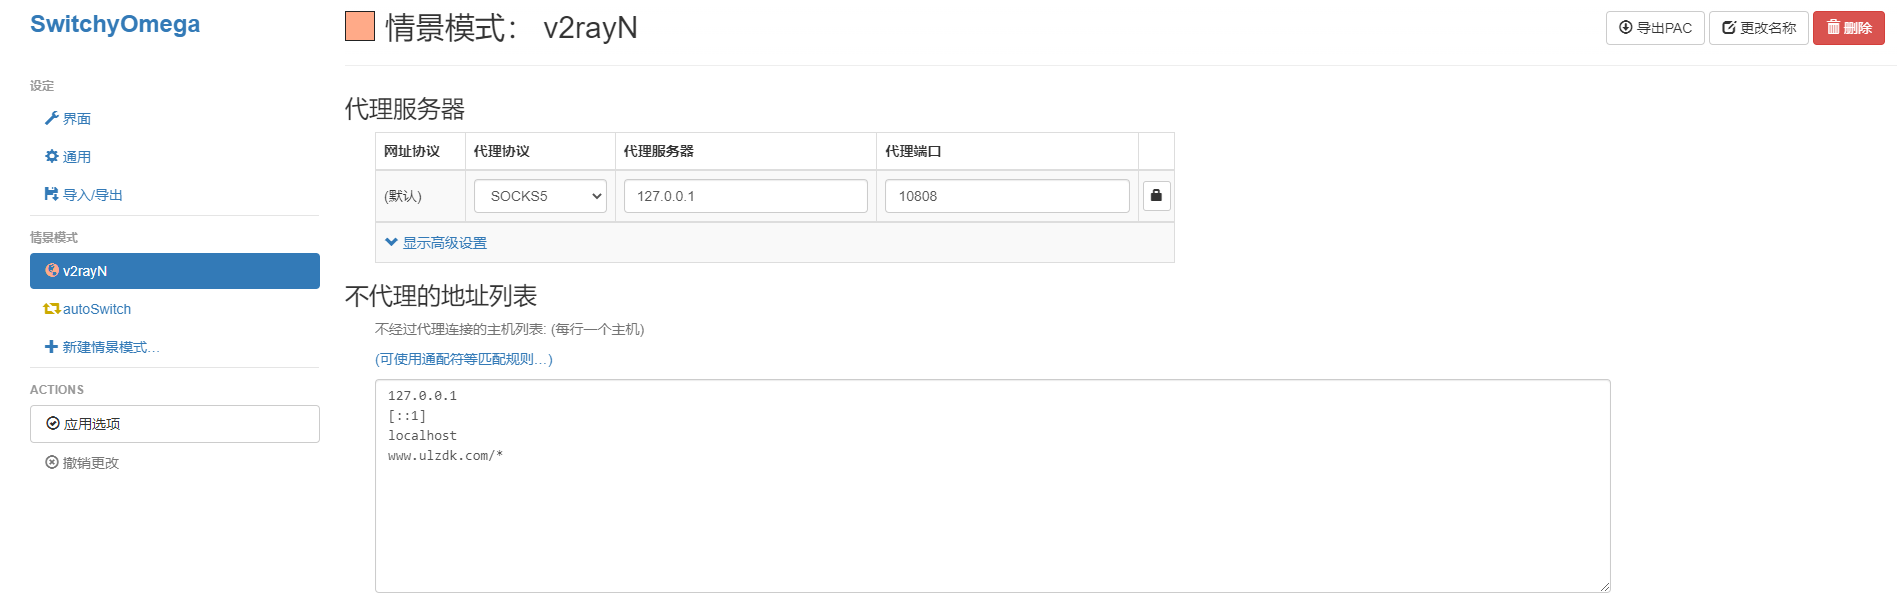 SwitchyOmega
设定
界面
通用
导入/导出
情景模式
v2rayN
autoSwitch
新建情景模式…
ACTIONS
应用选项
撤销更改
情景模式： v2rayN
导出PAC
更改名称
删除
代理服务器
网址协议 代理协议 代理服务器 代理端口
(默认) SOCKS5 127.0.0.1 10808
显示高级设置
不代理的地址列表
不经过代理连接的主机列表: (每行一个主机)
(可使用通配符等匹配规则…)
127.0.0.1
[::1]
localhost
www.ulzdk.com/*